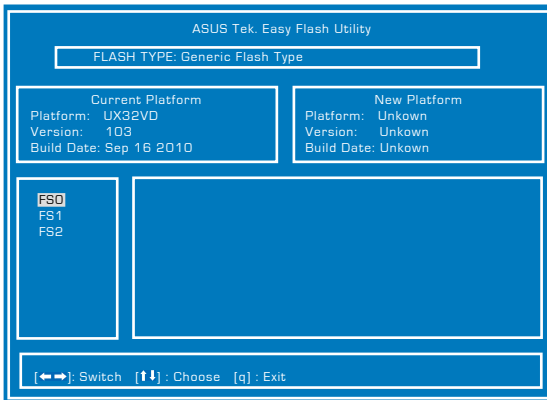 ASUS Tek. Easy Flash Utility
FLASH TYPE: Generic Flash Type
Current Platform
Platform: UX32VD
Version: 103
Build Date: Sep 16 2010
New Platform
Platform: Unkown
Version: Unkown
Build Date: Unkown
FS0
FS1
FS2
[←→]: Switch [↑↓] : Choose [q] : Exit